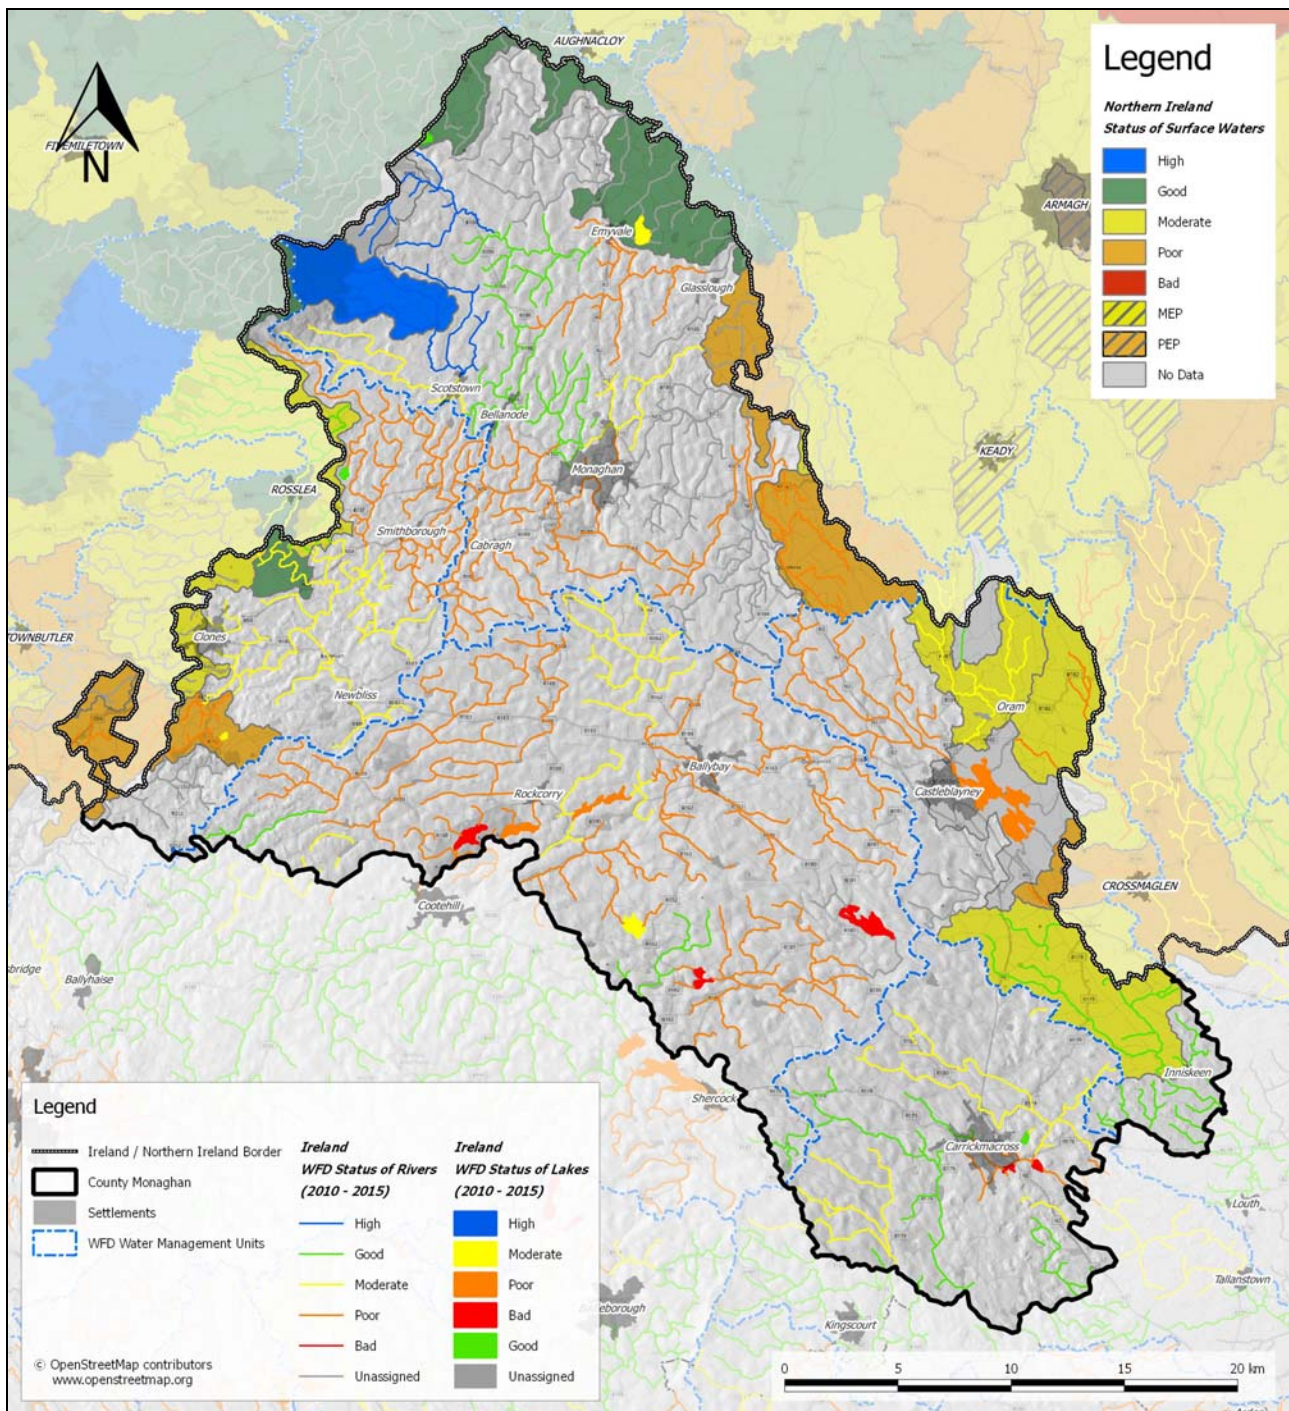 AUGHNACLOY
Legend
Northern Ireland
Status of Surface Waters
High
Good
Moderate
Poor
Bad
MEP
PEP
No Data
FIVEMILETOWN
N
ARMAGH
Emyvale
Glasslough
Scotstown
Bellanode
KEADY
Monaghan
ROSSLEA
Smithborough
Cabragh
Clones
Newbliss
Oram
Ballybay
Rockcorry
Castleblayney
CROSSMAGLEN
Cootehill
Ballyhaise
Inniskeen
Shercock
Carrickmacross
Louth
Tallanstown
Kingscourt
Legend
Ireland / Northern Ireland Border
County Monaghan
Settlements
WFD Water Management Units
Ireland
WFD Status of Rivers
(2010 - 2015)
High
Good
Moderate
Poor
Bad
Unassigned
Ireland
WFD Status of Lakes
(2010 - 2015)
High
Moderate
Poor
Bad
Good
Unassigned
© OpenStreetMap contributors
www.openstreetmap.org
0 5 10 15 20 km